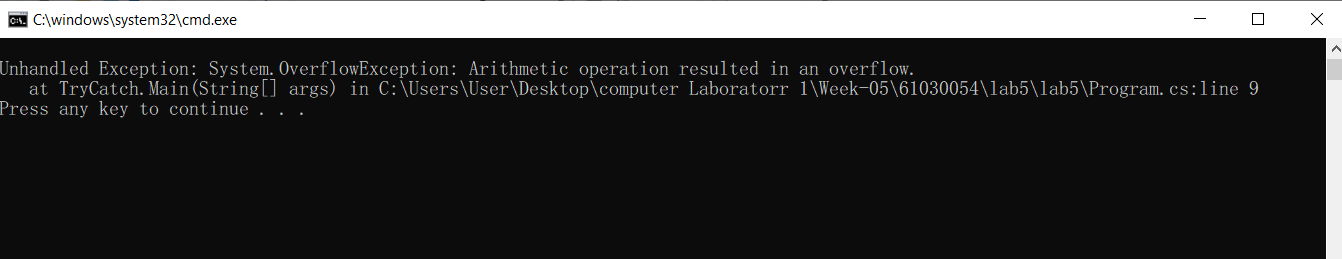 C:\windows\system32\cmd.exe
Unhandled Exception: System.OverflowException: Arithmetic operation resulted in an overflow.
at TryCatch.Main(String[] args) in C:\Users\User\Desktop\computer Laboratorr 1\Week-05\61030054\lab5\lab5\Program.cs:line 9
Press any key to continue . . .